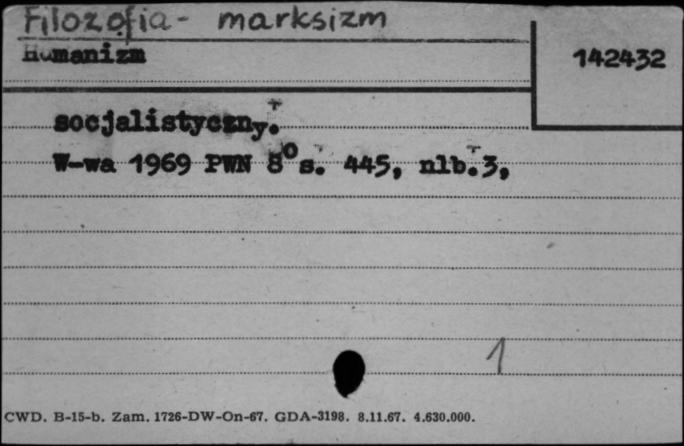 Filozofia - marksizm
Humanizm
142432
socjalistyczny.
W-wa 1969 PWN 8° s. 445, nlb. 3,
1
CWD. B-15-b. Zam. 1726-DW-On-67. GDA-3198. 8.11.67. 4.630.000.